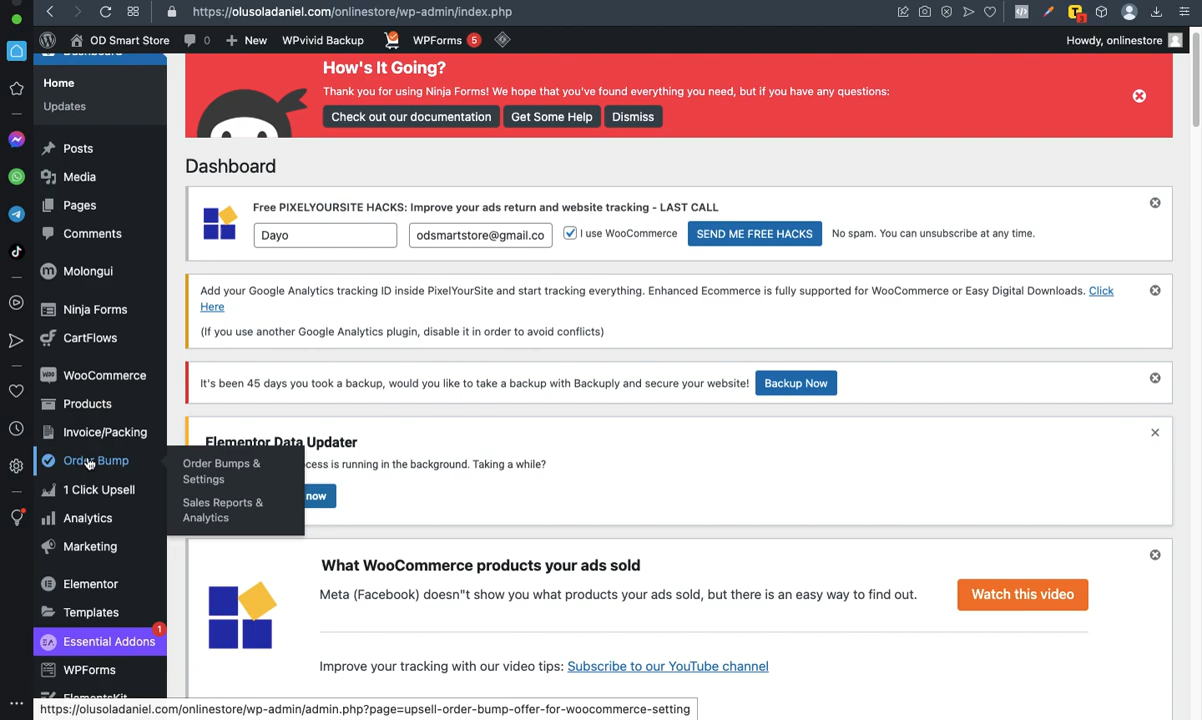 https://olusoladaniel.com/onlinestore/wp-admin/index.php
3
OD Smart Store
0
New
WPvivid Backup
WPForms 5
Howdy, onlinestore
Dashboard
Home
Updates
Posts
Media
Pages
Comments
Molongui
Ninja Forms
CartFlows
WooCommerce
Products
Invoice/Packing
Order Bump
1 Click Upsell
Analytics
Marketing
Elementor
Templates
Essential Addons 1
WPForms
ElementsKit
Order Bumps &
Settings
Sales Reports &
Analytics
How's It Going?
Thank you for using Ninja Forms! We hope that you've found everything you need, but if you have any questions:
Check out our documentation
Get Some Help
Dismiss
Dashboard
Free PIXELYOURSITE HACKS: Improve your ads return and website tracking - LAST CALL
Dayo
odsmartstore@gmail.co
I use WooCommerce
SEND ME FREE HACKS
No spam. You can unsubscribe at any time.
Add your Google Analytics tracking ID inside PixelYourSite and start tracking everything. Enhanced Ecommerce is fully supported for WooCommerce or Easy Digital Downloads. Click
Here
(If you use another Google Analytics plugin, disable it in order to avoid conflicts)
It's been 45 days you took a backup, would you like to take a backup with Backuply and secure your website!
Backup Now
Elementor Data Updater
cess is running in the background. Taking a while?
now
What WooCommerce products your ads sold
Meta (Facebook) doesn"t show you what products your ads sold, but there is an easy way to find out.
Watch this video
Improve your tracking with our video tips: Subscribe to our YouTube channel
https://olusoladaniel.com/onlinestore/wp-admin/admin.php?page=upsell-order-bump-offer-for-woocommerce-setting